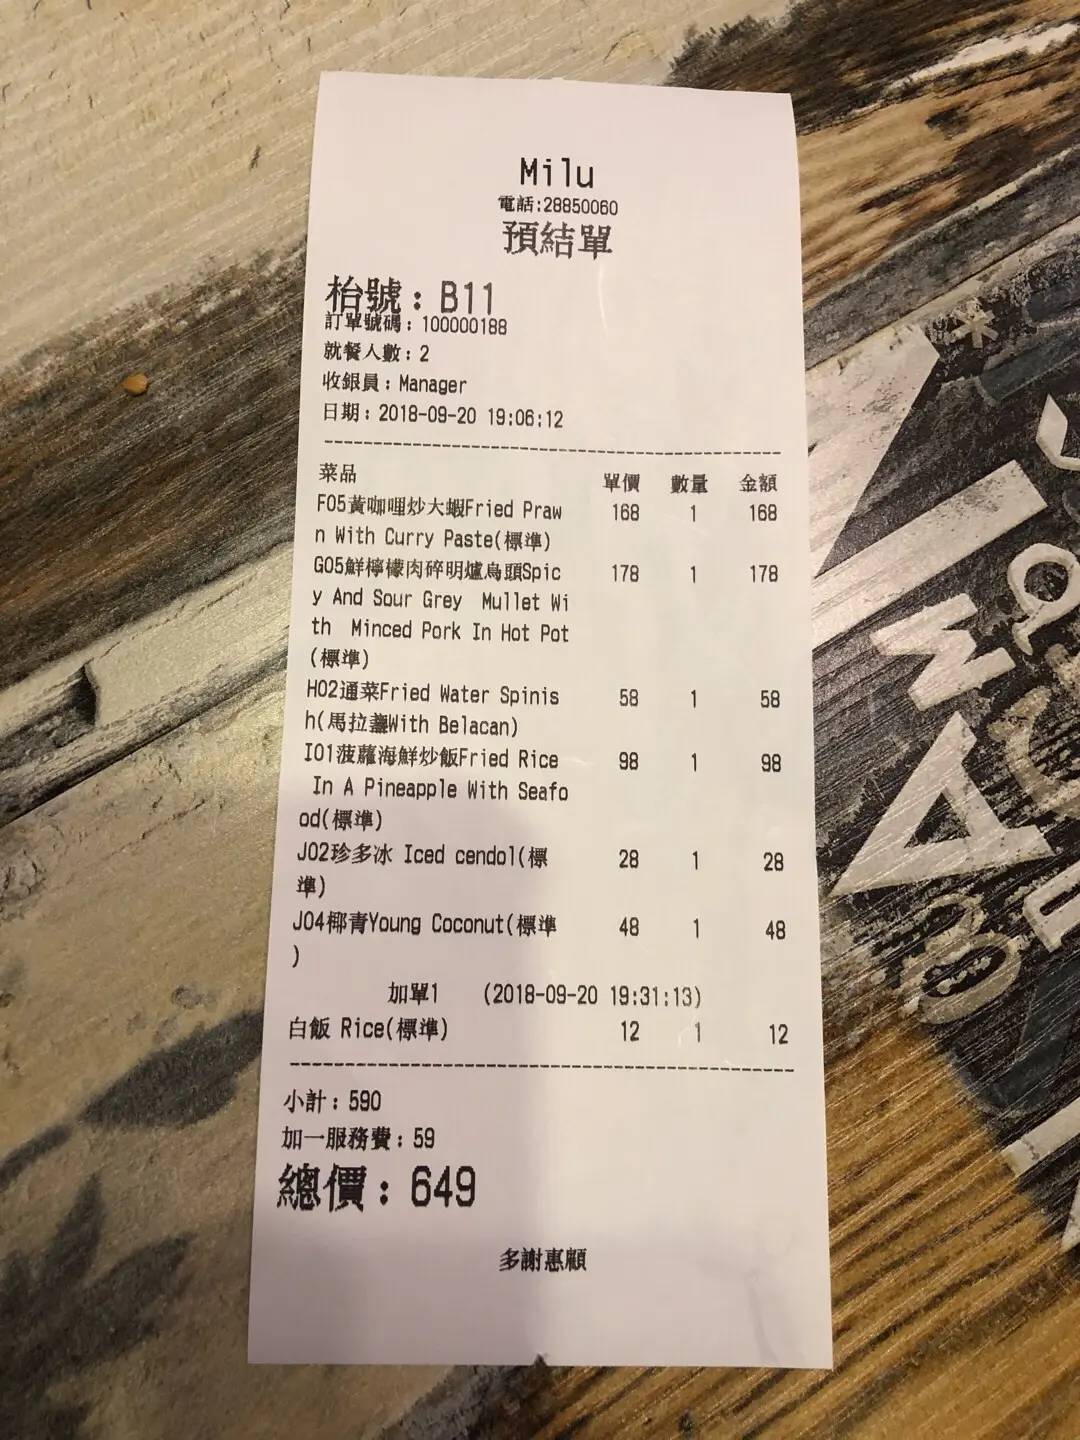 Milu
電話:28850060
預結單
枱號：B11
訂單號碼：100000188
就餐人數：2
收銀員：Manager
日期：2018-09-20 19:06:12
菜品 單價 數量 金額
F05黃咖喱炒大蝦Fried Praw 168 1 168
n With Curry Paste(標準)
G05鮮檸檬肉碎明爐烏頭Spic 178 1 178
y And Sour Grey  Mullet Wi
th  Minced Pork In Hot Pot
(標準)
H02通菜Fried Water Spinis 58 1 58
h(馬拉盞With Belacan)
I01菠蘿海鮮炒飯Fried Rice 98 1 98
In A Pineapple With Seafo
od(標準)
J02珍多冰 Iced cendol(標 28 1 28
準)
J04椰青Young Coconut(標準 48 1 48
)
加單1 (2018-09-20 19:31:13)
白飯 Rice(標準) 12 1 12
小計：590
加一服務費：59
總價：649
多謝惠顧